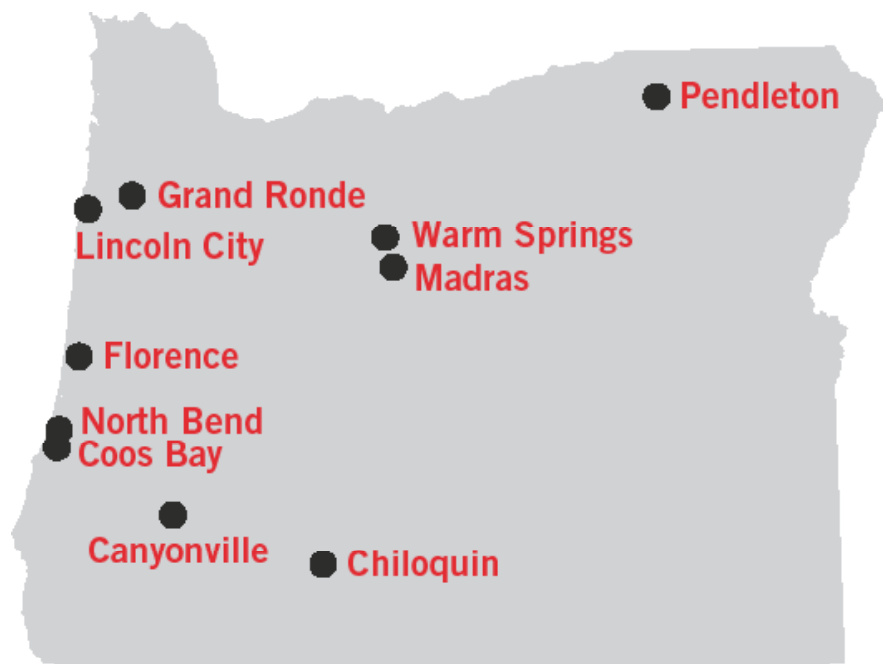 Pendleton
Grand Ronde
Lincoln City
Warm Springs
Madras
Florence
North Bend
Coos Bay
Canyonville
Chiloquin